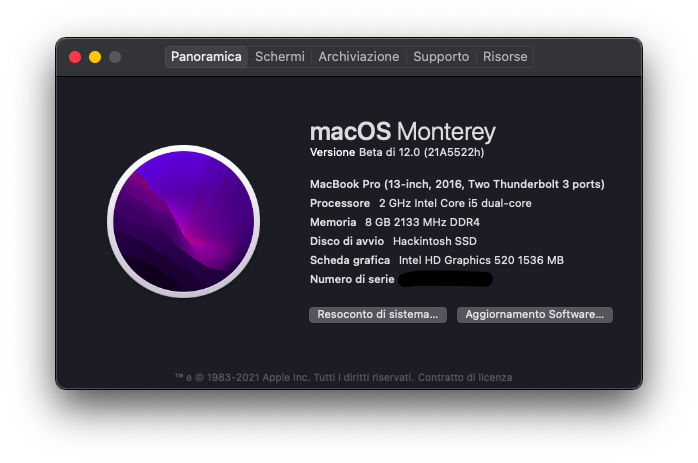 Panoramica Schermi Archiviazione Supporto Risorse
macOS Monterey
Versione Beta di 12.0 (21A5522h)
MacBook Pro (13-inch, 2016, Two Thunderbolt 3 ports)
Processore 2 GHz Intel Core i5 dual-core
Memoria 8 GB 2133 MHz DDR4
Disco di avvio Hackintosh SSD
Scheda grafica Intel HD Graphics 520 1536 MB
Numero di serie
Resoconto di sistema... Aggiornamento Software...
™ e © 1983-2021 Apple Inc. Tutti i diritti riservati. Contratto di licenza